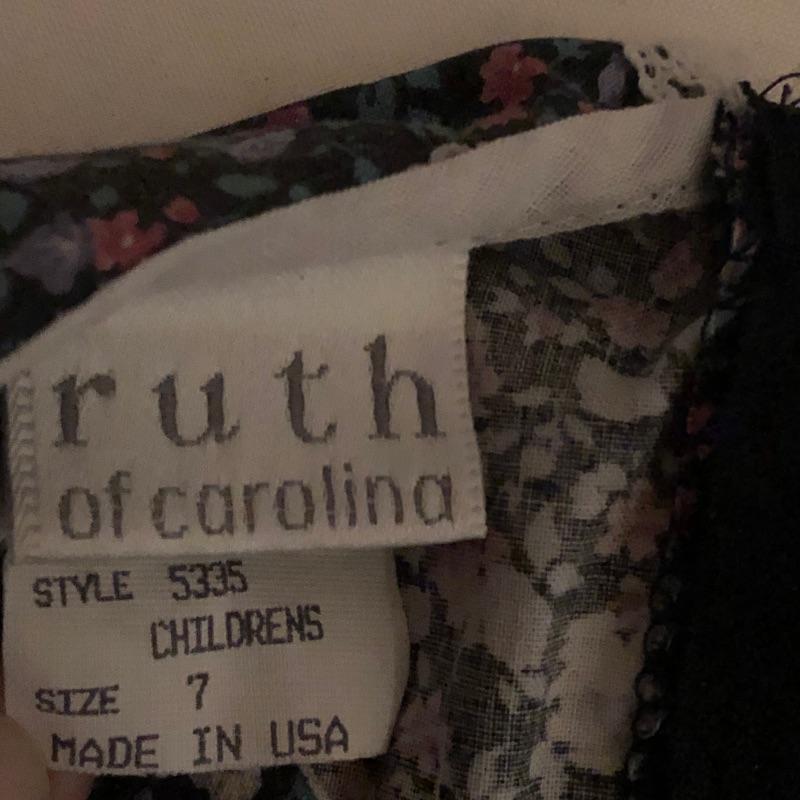 ruth
of carolina
STYLE 5335
CHILDRENS
SIZE 7
MADE IN USA